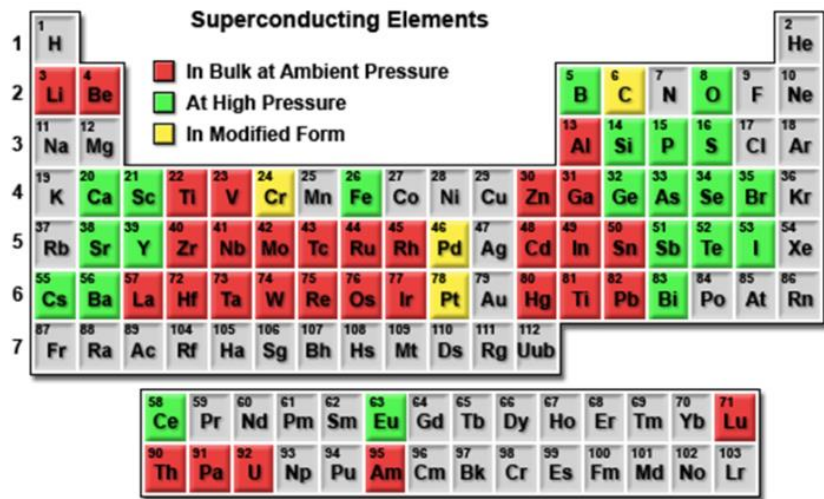 Superconducting Elements
In Bulk at Ambient Pressure
At High Pressure
In Modified Form
1 2
1 H He
3 4 5 6 7 8 9 10
2 Li Be B C N O F Ne
11 12 13 14 15 16 17 18
3 Na Mg Al Si P S Cl Ar
19 20 21 22 23 24 25 26 27 28 29 30 31 32 33 34 35 36
4 K Ca Sc Ti V Cr Mn Fe Co Ni Cu Zn Ga Ge As Se Br Kr
37 38 39 40 41 42 43 44 45 46 47 48 49 50 51 52 53 54
5 Rb Sr Y Zr Nb Mo Tc Ru Rh Pd Ag Cd In Sn Sb Te I Xe
55 56 57 72 73 74 75 76 77 78 79 80 81 82 83 84 85 86
6 Cs Ba La Hf Ta W Re Os Ir Pt Au Hg Ti Pb Bi Po At Rn
87 88 89 104 105 106 107 108 109 110 111 112
7 Fr Ra Ac Rf Ha Sg Bh Hs Mt Ds Rg Uub
58 59 60 61 62 63 64 65 66 67 68 69 70 71
Ce Pr Nd Pm Sm Eu Gd Tb Dy Ho Er Tm Yb Lu
90 91 92 93 94 95 96 97 98 99 100 101 102 103
Th Pa U Np Pu Am Cm Bk Cr Es Fm Md No Lr